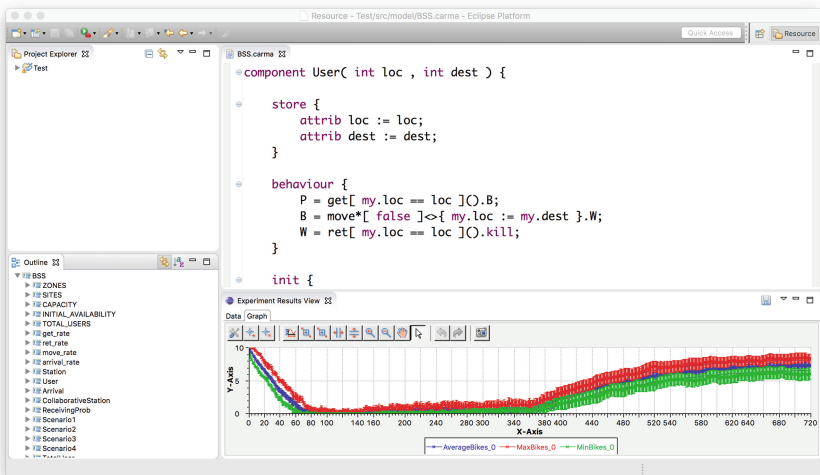 Resource - Test/src/model/BSS.carma - Eclipse Platform
Quick Access
Resource
Project Explorer
Test
BSS.carma
component User( int loc , int dest ) {
store {
attrib loc := loc;
attrib dest := dest;
}
behaviour {
P = get[ my.loc == loc ]().B;
B = move*[ false ]<>{ my.loc := my.dest }.W;
W = ret[ my.loc == loc ]().kill;
}
init {
Outline
BSS
ZONES
SITES
CAPACITY
INITIAL_AVAILABILITY
TOTAL_USERS
get_rate
ret_rate
move_rate
arrival_rate
Station
User
Arrival
CollaborativeStation
ReceivingProb
Scenario1
Scenario2
Scenario3
Scenario4
Experiment Results View
Data Graph
10
5
0
Y-Axis
0 20 40 60 80 100 140 160 200 240 280 300 340 380 400 440 480 520 540 580 620 640 680 720
X-Axis
AverageBikes_0 MaxBikes_0 MinBikes_0